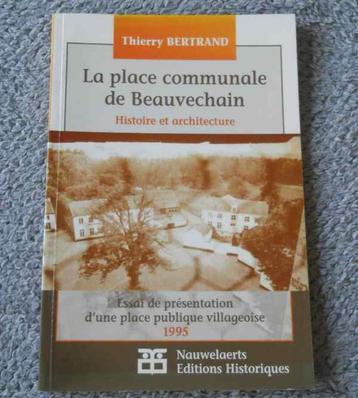 Thierry BERTRAND
La place communale
de Beauvechain
Histoire et architecture
Essai de présentation
d'une place publique villageoise
1995
Nauwelaerts
Editions Historiques